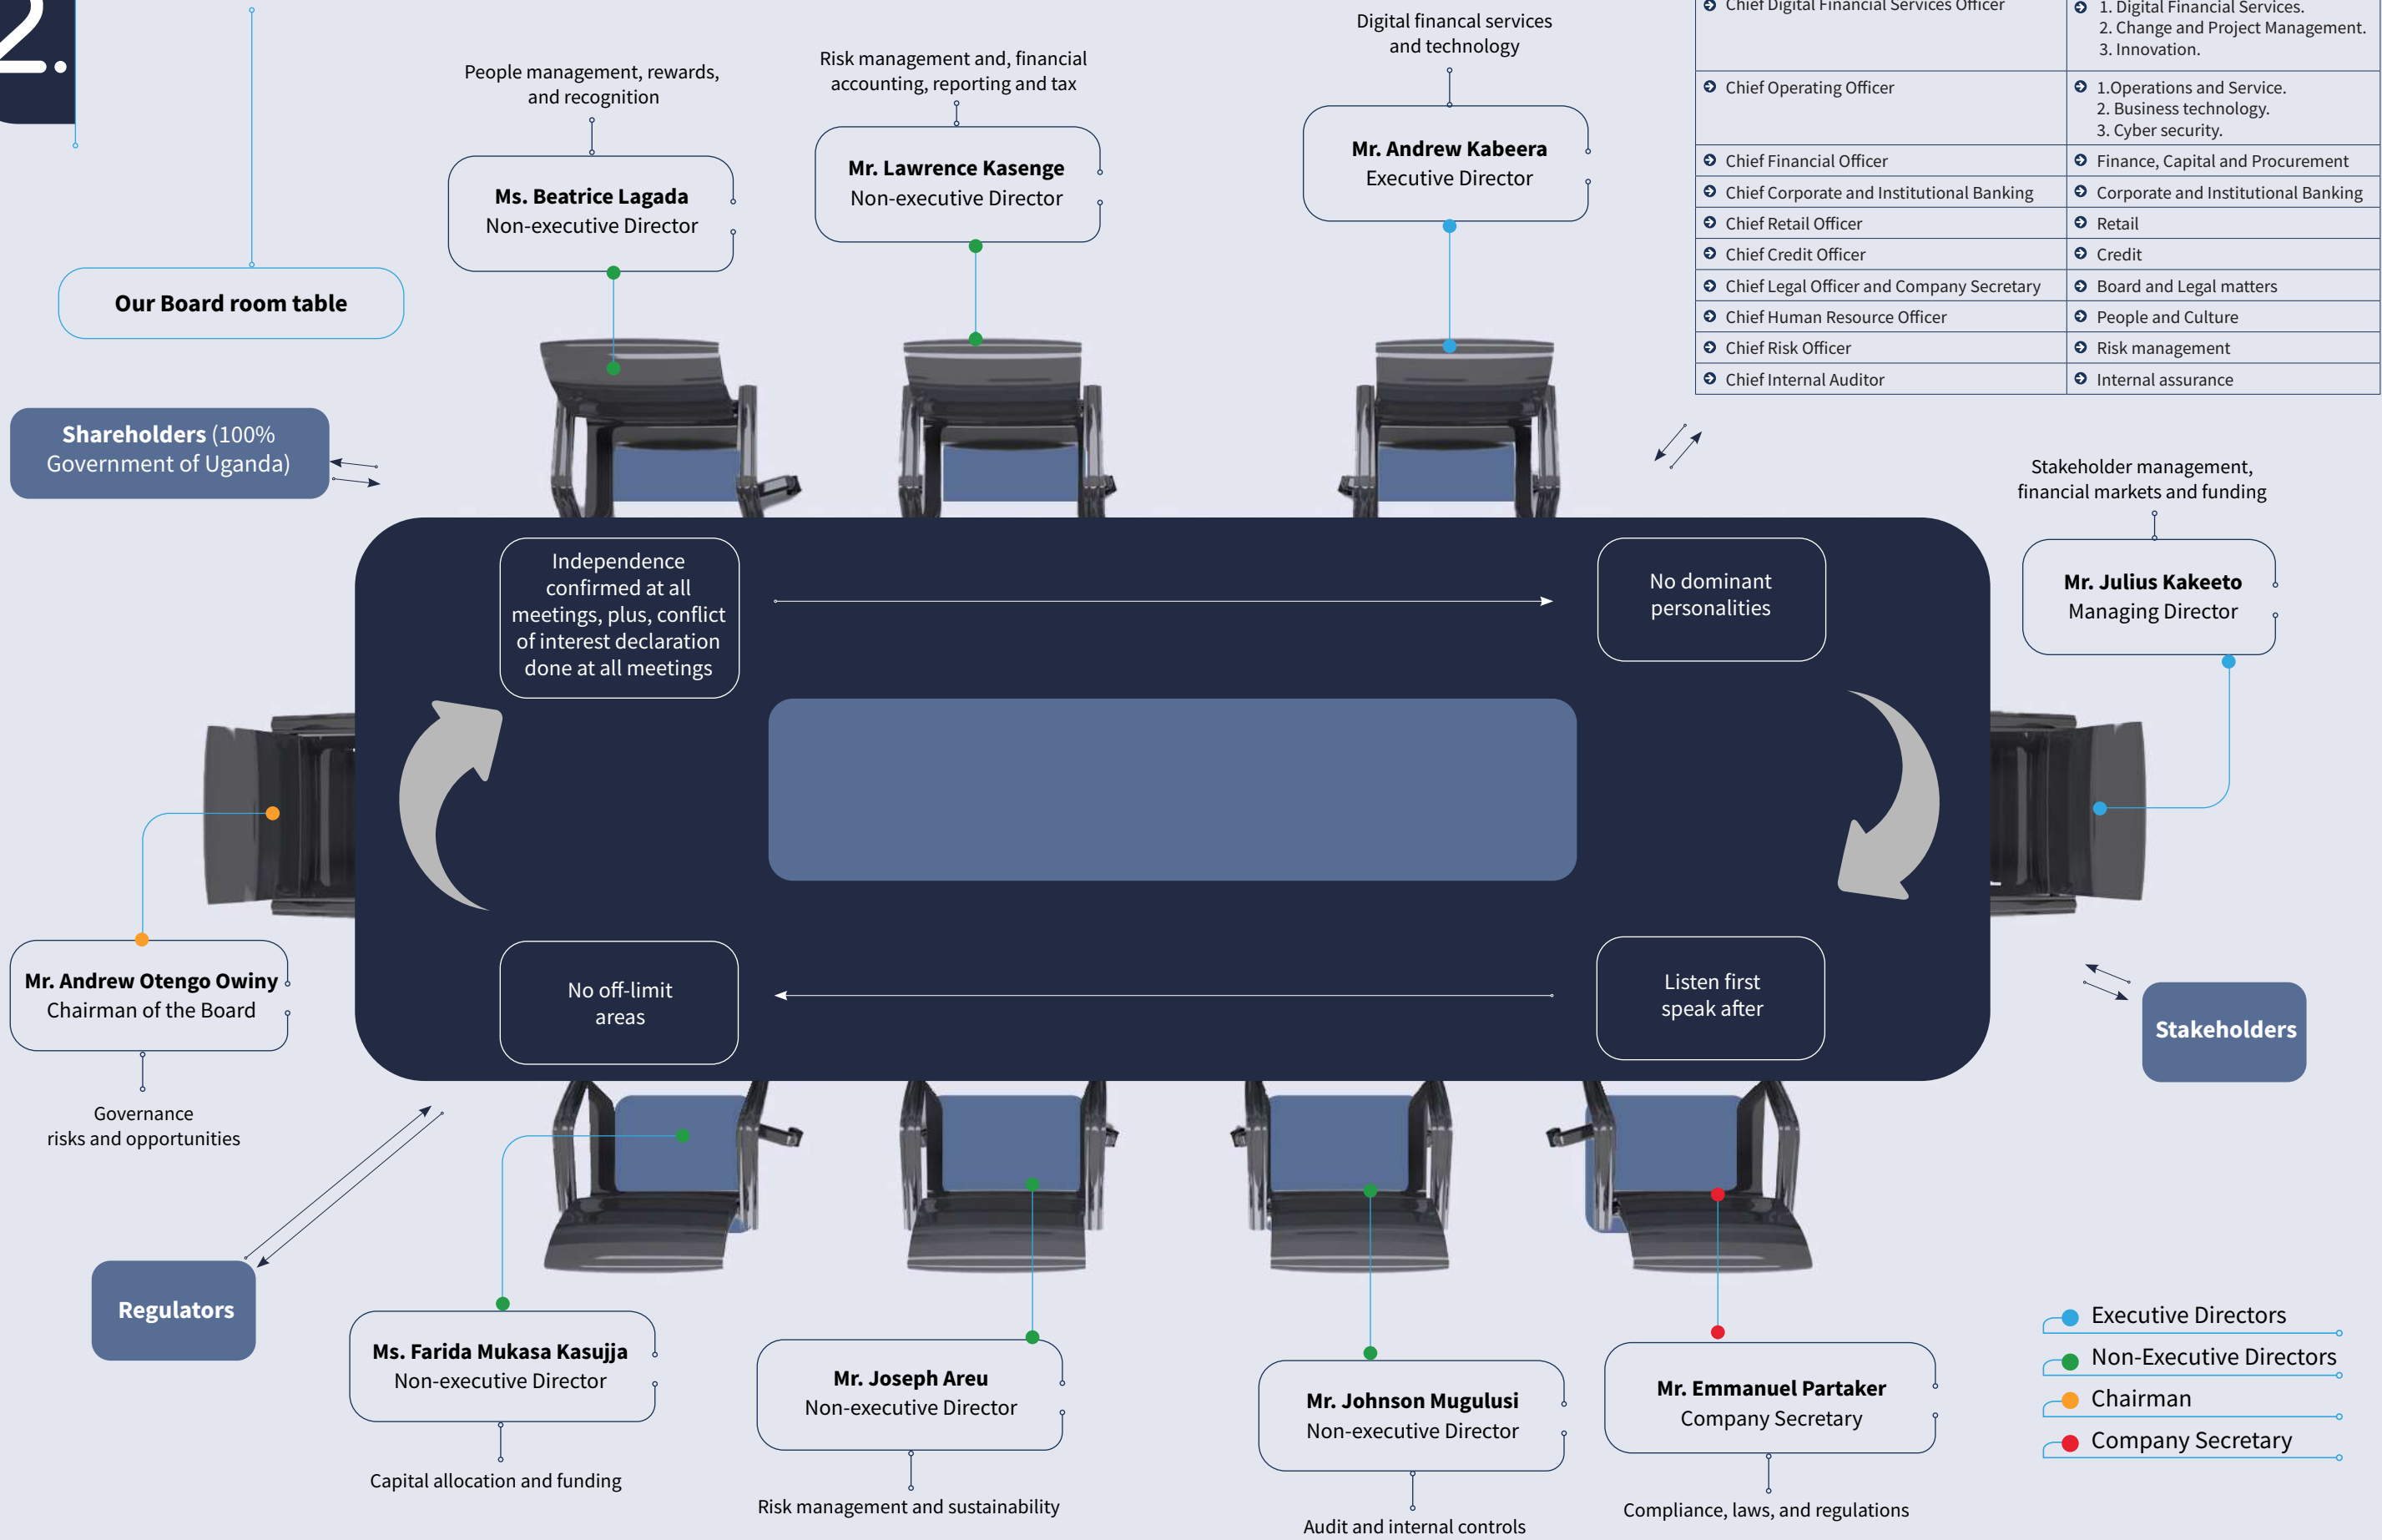 2.
Our Board room table
People management, rewards,
and recognition
Ms. Beatrice Lagada
Non-executive Director
Risk management and, financial
accounting, reporting and tax
Mr. Lawrence Kasenge
Non-executive Director
Digital financal services
and technology
Mr. Andrew Kabeera
Executive Director
Chief Digital Financial Services Officer
1. Digital Financial Services.
2. Change and Project Management.
3. Innovation.
Chief Operating Officer
1.Operations and Service.
2. Business technology.
3. Cyber security.
Chief Financial Officer
Finance, Capital and Procurement
Chief Corporate and Institutional Banking
Corporate and Institutional Banking
Chief Retail Officer
Retail
Chief Credit Officer
Credit
Chief Legal Officer and Company Secretary
Board and Legal matters
Chief Human Resource Officer
People and Culture
Chief Risk Officer
Risk management
Chief Internal Auditor
Internal assurance
Shareholders (100%
Government of Uganda)
Stakeholder management,
financial markets and funding
Mr. Julius Kakeeto
Managing Director
Independence
confirmed at all
meetings, plus, conflict
of interest declaration
done at all meetings
No dominant
personalities
No off-limit
areas
Listen first
speak after
Mr. Andrew Otengo Owiny
Chairman of the Board
Governance
risks and opportunities
Stakeholders
Regulators
Ms. Farida Mukasa Kasujja
Non-executive Director
Capital allocation and funding
Mr. Joseph Areu
Non-executive Director
Risk management and sustainability
Mr. Johnson Mugulusi
Non-executive Director
Audit and internal controls
Mr. Emmanuel Partaker
Company Secretary
Compliance, laws, and regulations
Executive Directors
Non-Executive Directors
Chairman
Company Secretary